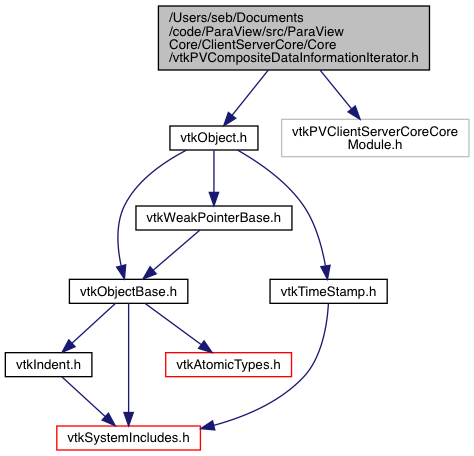 /Users/seb/Documents
/code/ParaView/src/ParaView
Core/ClientServerCore/Core
/vtkPVCompositeDataInformationIterator.h
vtkObject.h
vtkPVClientServerCoreCore
Module.h
vtkWeakPointerBase.h
vtkObjectBase.h
vtkTimeStamp.h
vtkIndent.h
vtkAtomicTypes.h
vtkSystemIncludes.h